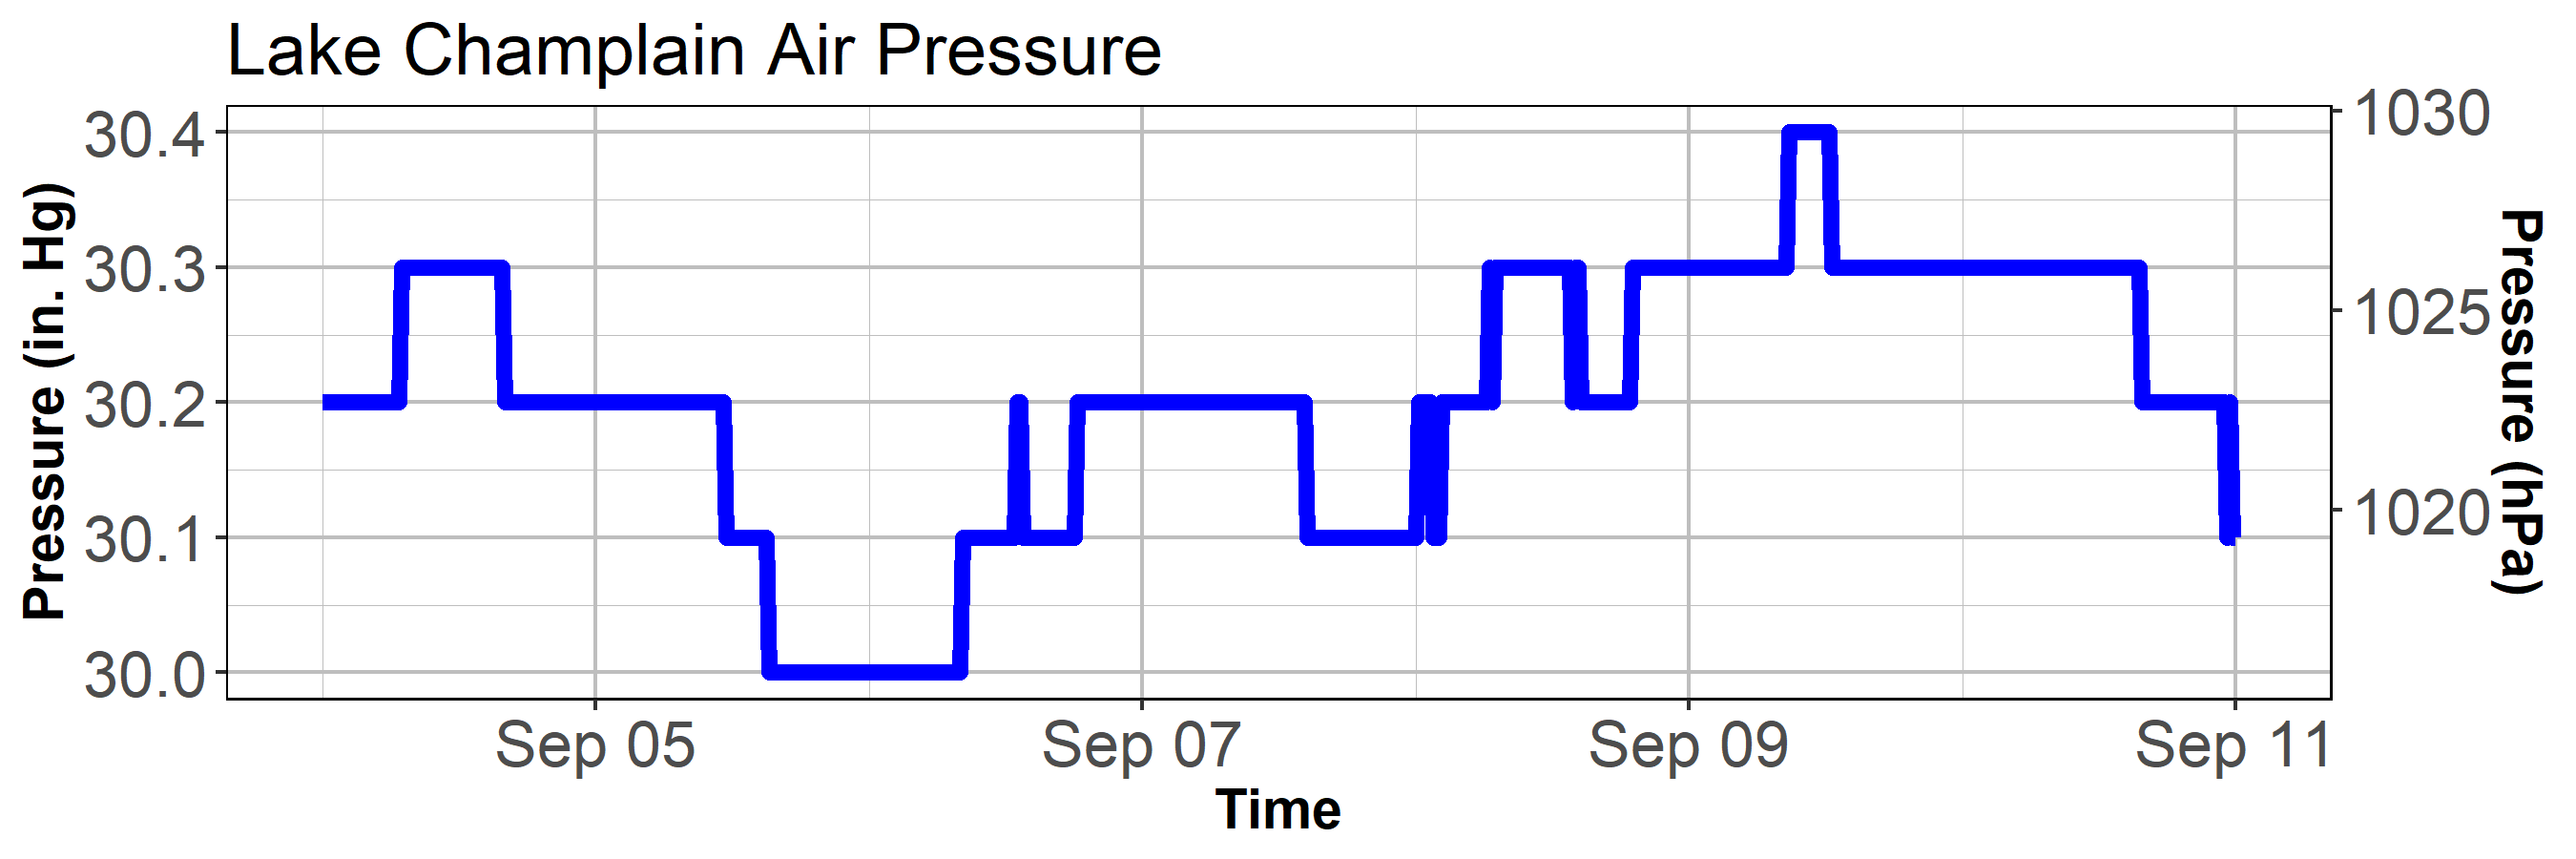 Lake Champlain Air Pressure
Pressure (in. Hg)
30.4
30.3
30.2
30.1
30.0
1030
1025
1020
Pressure (hPa)
Sep 05 Sep 07 Sep 09 Sep 11
Time